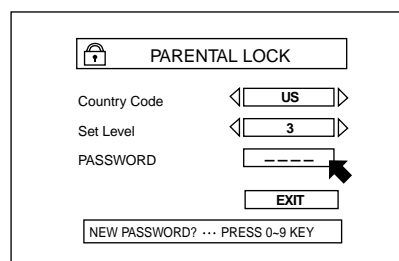 PARENTAL LOCK
Country Code US
Set Level 3
PASSWORD _ _ _ _
EXIT
NEW PASSWORD? ··· PRESS 0~9 KEY